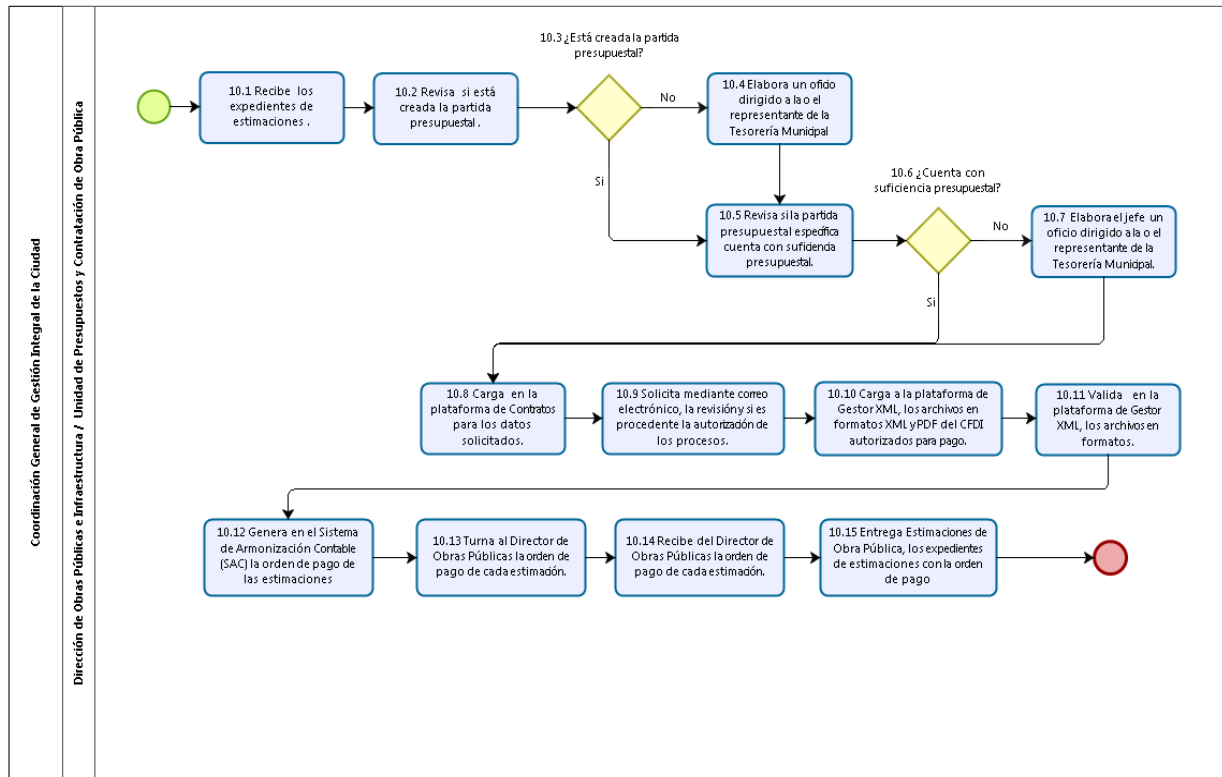 Coordinación General de Gestión Integral de la Ciudad
Dirección de Obras Públicas e Infraestructura / Unidad de Presupuestos y Contratación de Obra Pública
10.1 Recibe los
expedientes de
estimaciones .
10.2 Revisa si está
creada la partida
presupuestal .
10.3 ¿Está creada la partida
presupuestal?
No
Si
10.4 Elabora un oficio
dirigido a la o el
representante de la
Tesorería Municipal
10.5 Revisa si la partida
presupuestal específica
cuenta con suficiencia
presupuestal.
10.6 ¿Cuenta con
suficiencia presupuestal?
No
Si
10.7 Elabora el jefe un
oficio dirigido a la o el
representante de la
Tesorería Municipal.
10.8 Carga en la
plataforma de Contratos
para los datos
solicitados.
10.9 Solicita mediante correo
electrónico, la revisión y si es
procedente la autorización de
los procesos.
10.10 Carga a la plataforma de
Gestor XML, los archivos en
formatos XML y PDF del CFDI
autorizados para pago.
10.11 Valida en la
plataforma de Gestor
XML, los archivos en
formatos.
10.12 Genera en el Sistema
de Armonización Contable
(SAC) la orden de pago de
las estimaciones
10.13 Turna al Director de
Obras Públicas la orden de
pago de cada estimación.
10.14 Recibe del Director de
Obras Públicas la orden de
pago de cada estimación.
10.15 Entrega Estimaciones de
Obra Pública, los expedientes
de estimaciones con la orden
de pago